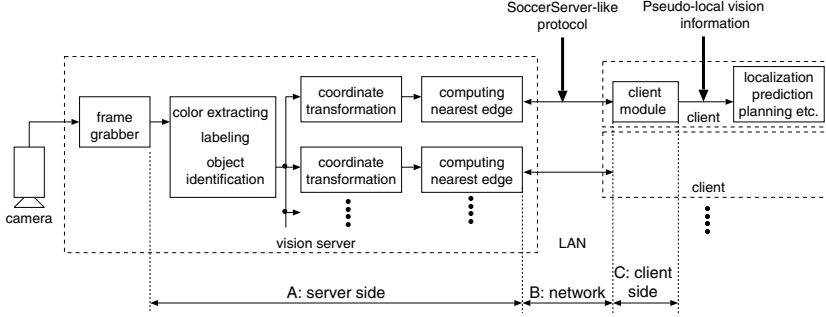 SoccerServer-like
protocol
Pseudo-local vision
information
frame
grabber
color extracting
labeling
object
identification
coordinate
transformation
computing
nearest edge
client
module
client
localization
prediction
planning etc.
coordinate
transformation
computing
nearest edge
client
camera
vision server
LAN
A: server side
B: network
C: client
side